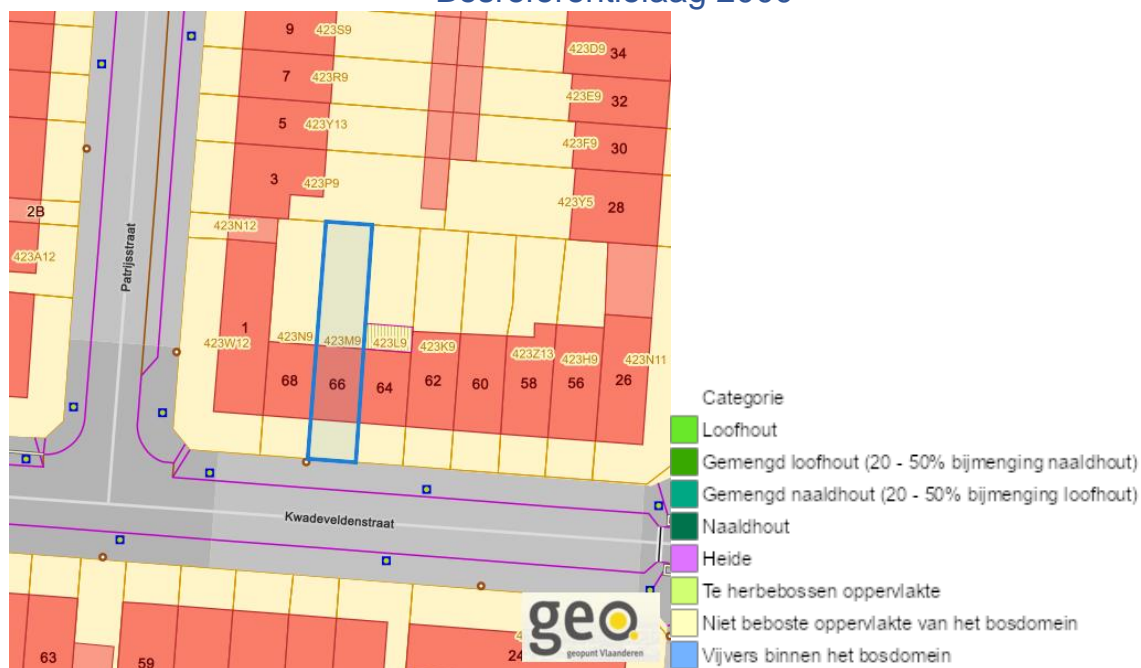 Bosreferentielaag 2000
9 423S9
7 423R9
5 423Y13
3 423P9
423D9 34
423E9 32
423F9 30
423Y5 28
2B
423A12
423N12
Patrijsstraat
1
423W12
423N9
423M9
423L9
423K9
423Z13
423H9
423N11
68
66
64
62
60
58
56
26
Kwadeveldenstraat
63
59
24
geo
geopunt Vlaanderen
Categorie
Loofhout
Gemengd loofhout (20 - 50% bijmenging naaldhout)
Gemengd naaldhout (20 - 50% bijmenging loofhout)
Naaldhout
Heide
Te herbebossen oppervlakte
Niet beboste oppervlakte van het bosdomein
Vijvers binnen het bosdomein